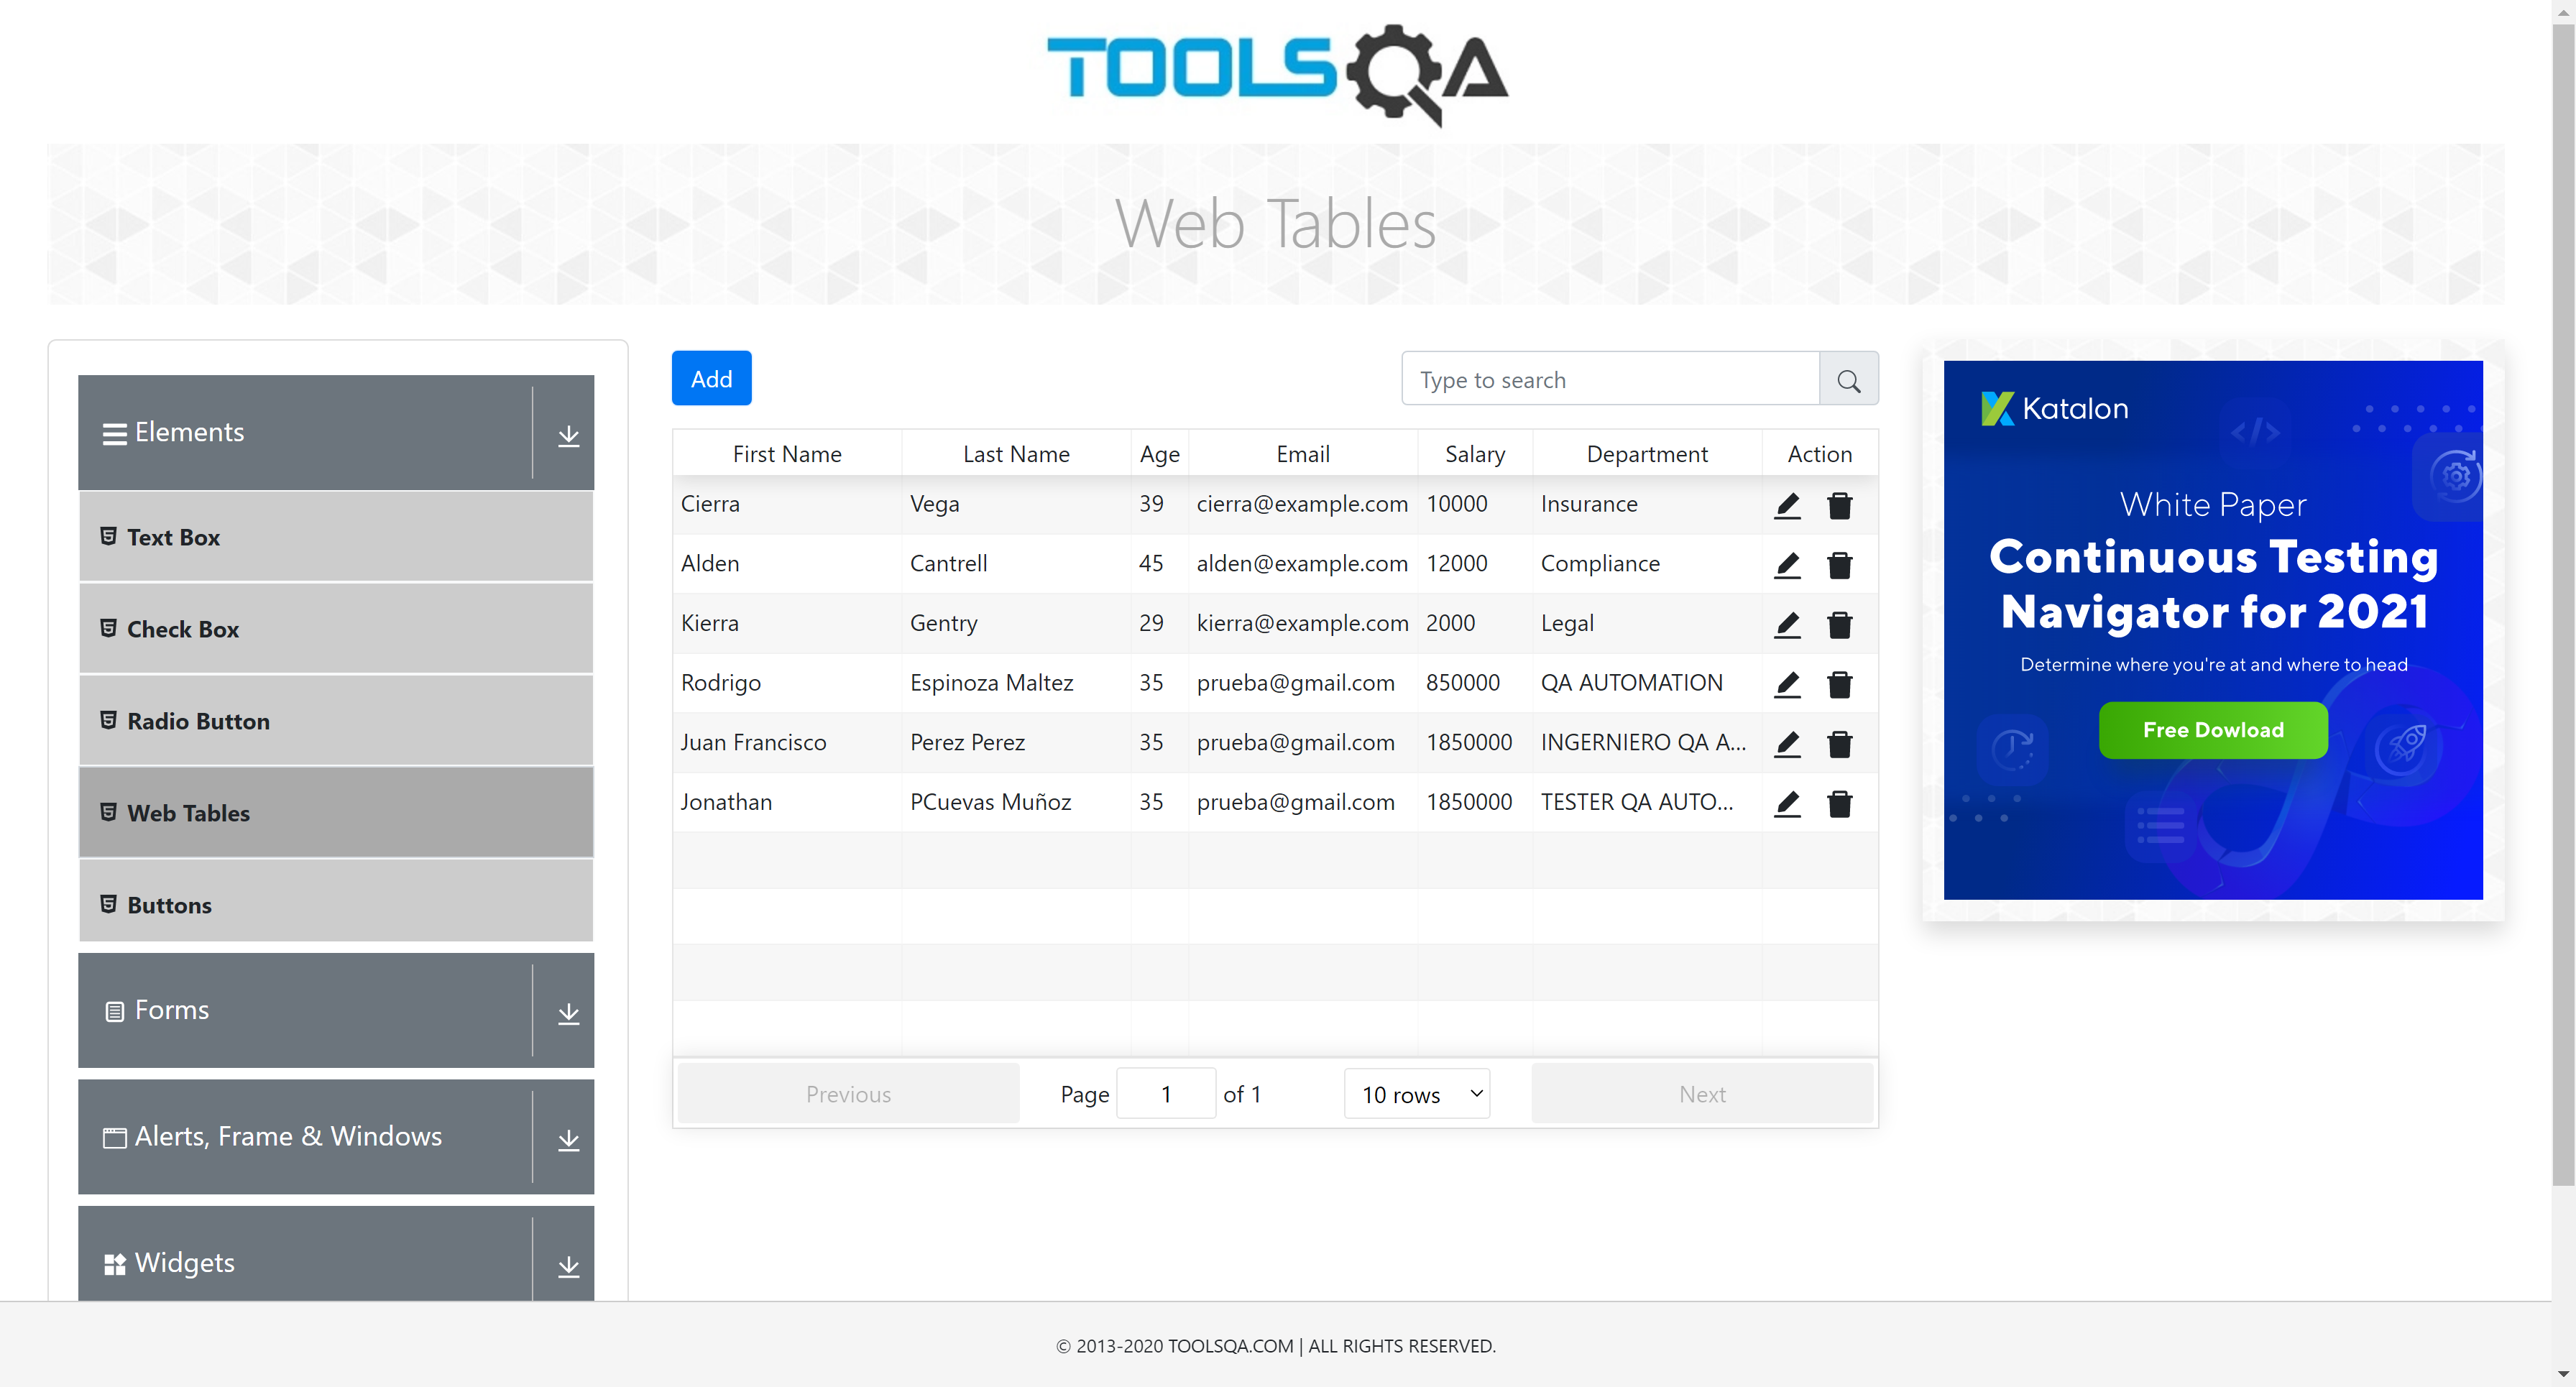 TOOLSQA
Web Tables
Elements
Text Box
Check Box
Radio Button
Web Tables
Buttons
Forms
Alerts, Frame & Windows
Widgets
Add
Type to search
First Name Last Name Age Email Salary Department Action
Cierra Vega 39 cierra@example.com 10000 Insurance
Alden Cantrell 45 alden@example.com 12000 Compliance
Kierra Gentry 29 kierra@example.com 2000 Legal
Rodrigo Espinoza Maltez 35 prueba@gmail.com 850000 QA AUTOMATION
Juan Francisco Perez Perez 35 prueba@gmail.com 1850000 INGERNIERO QA A...
Jonathan PCuevas Muñoz 35 prueba@gmail.com 1850000 TESTER QA AUTO...
Previous Page 1 of 1 10 rows Next
Katalon
White Paper
Continuous Testing
Navigator for 2021
Determine where you're at and where to head
Free Dowload
© 2013-2020 TOOLSQA.COM | ALL RIGHTS RESERVED.